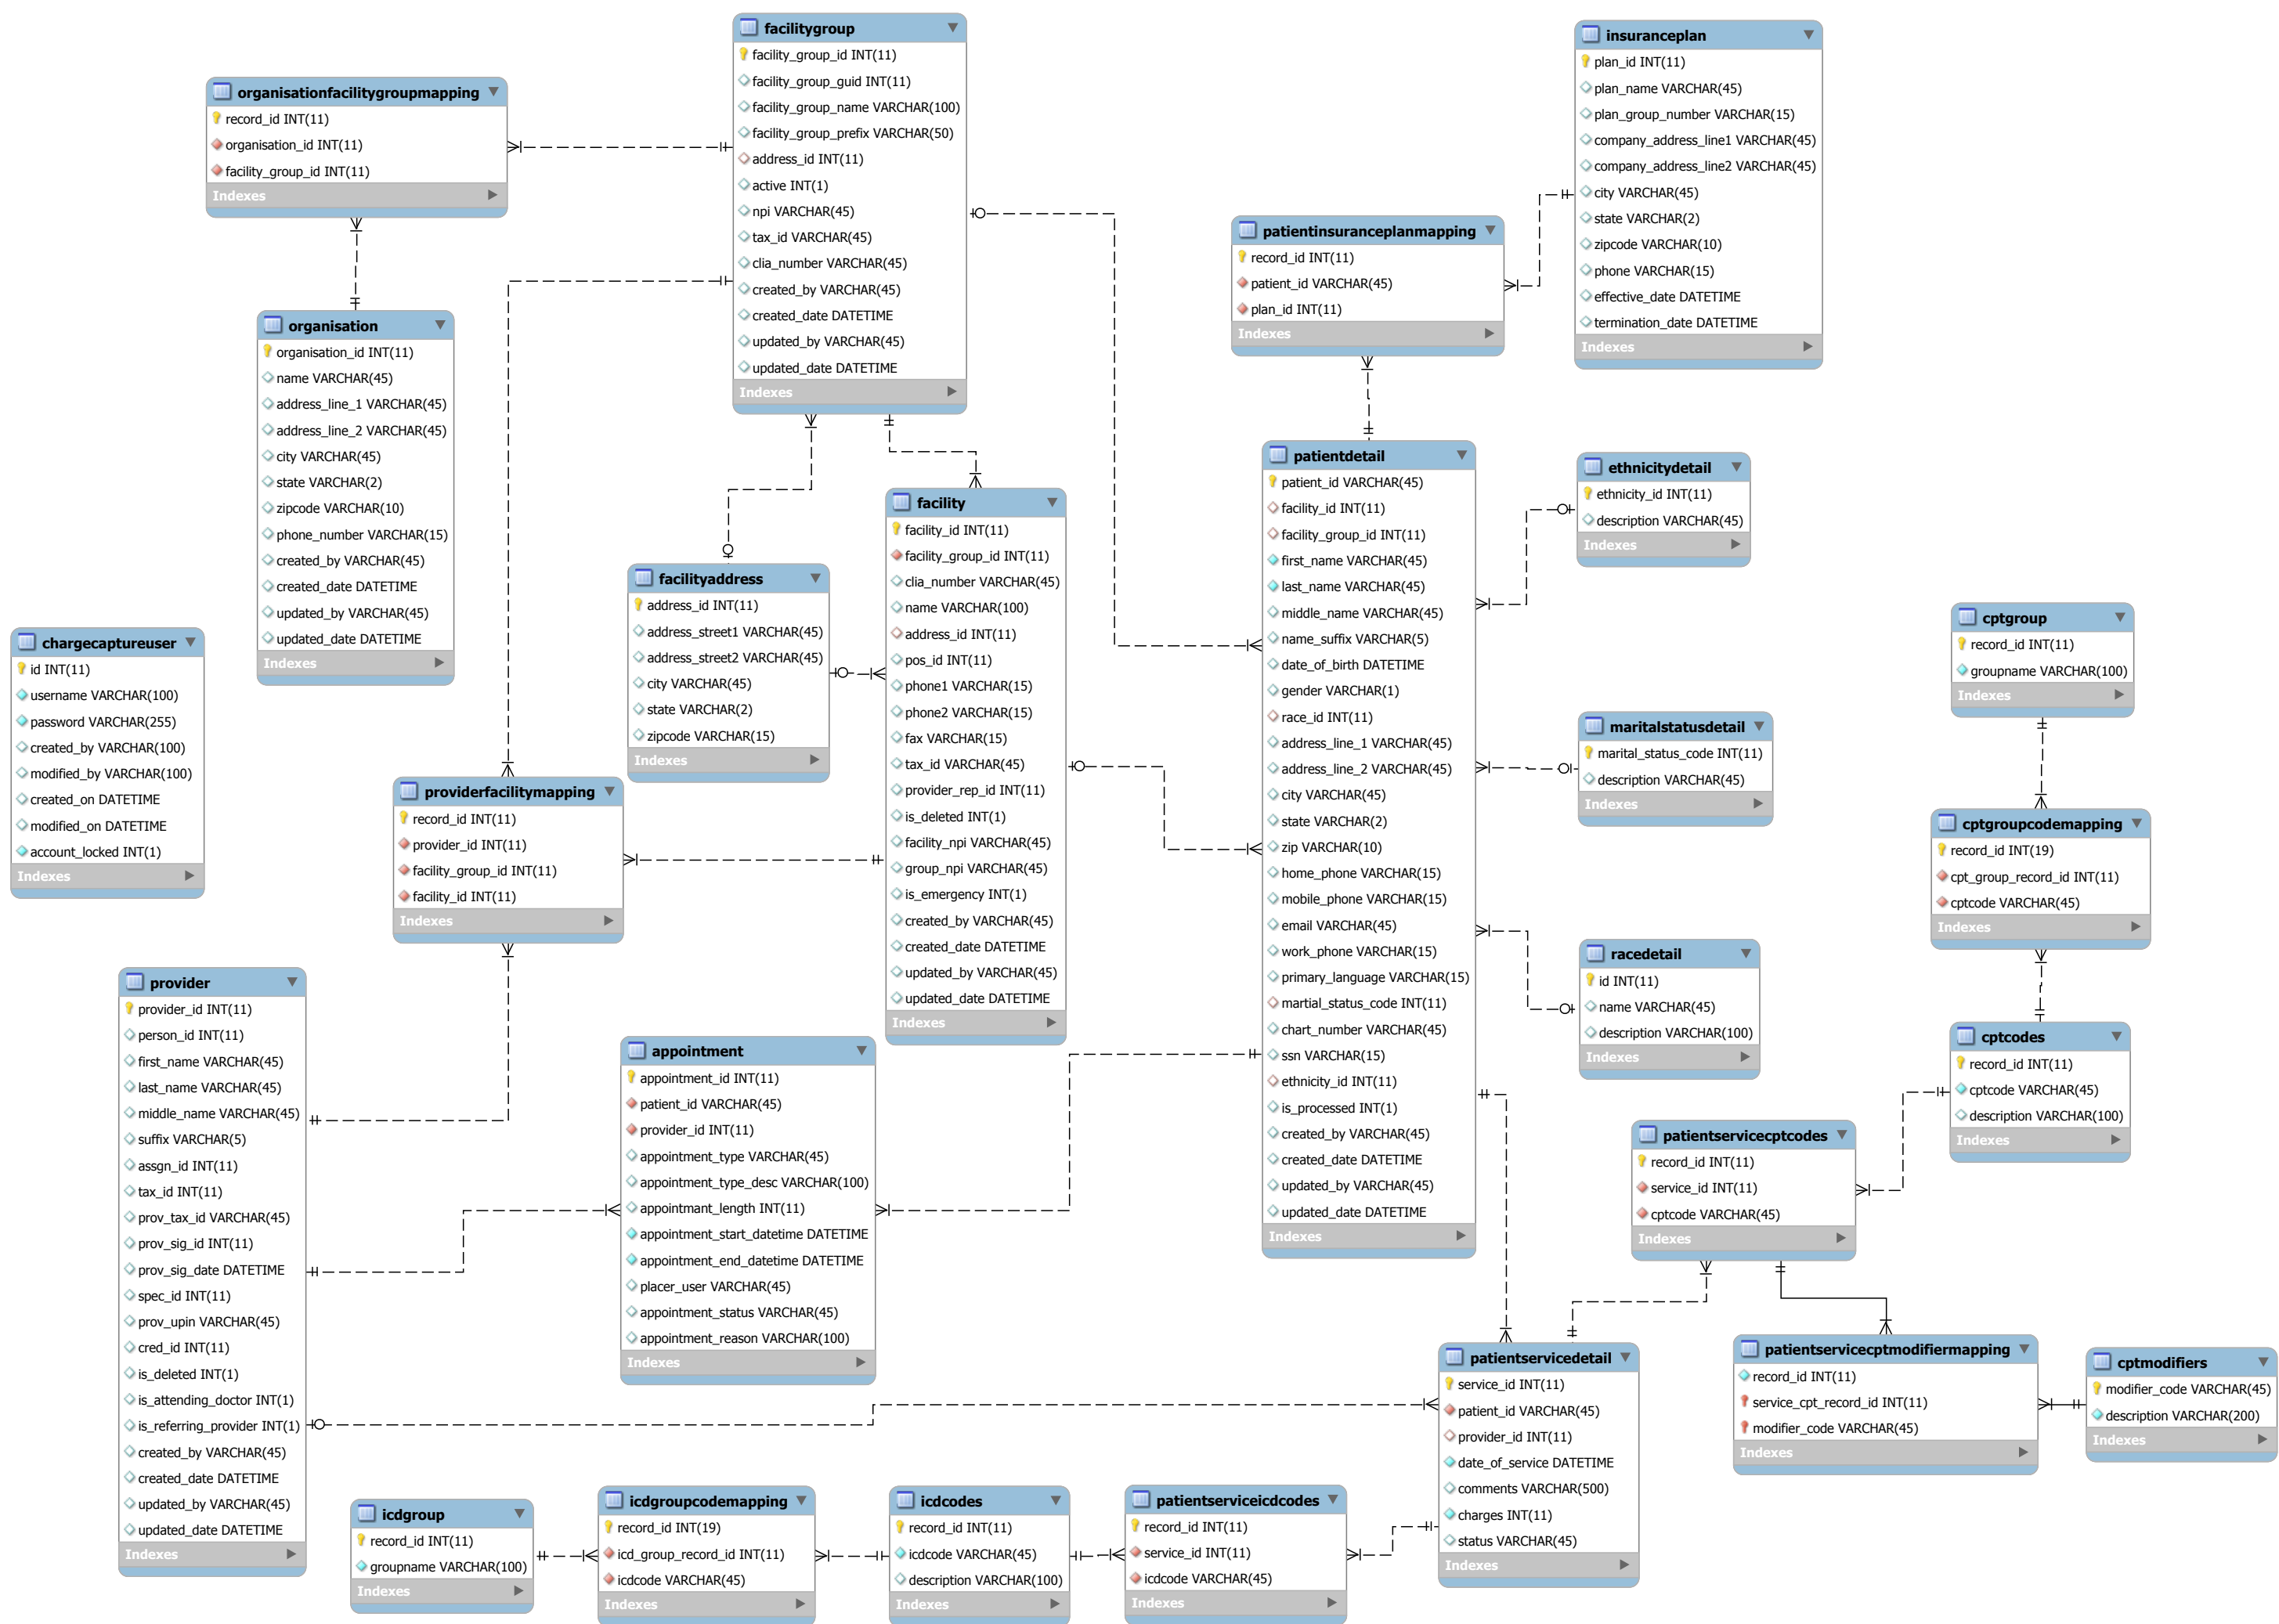 facilitygroup
facility_group_id INT(11)
facility_group_guid INT(11)
facility_group_name VARCHAR(100)
facility_group_prefix VARCHAR(50)
address_id INT(11)
active INT(1)
npi VARCHAR(45)
tax_id VARCHAR(45)
clia_number VARCHAR(45)
created_by VARCHAR(45)
created_date DATETIME
updated_by VARCHAR(45)
updated_date DATETIME
Indexes
insuranceplan
plan_id INT(11)
plan_name VARCHAR(45)
plan_group_number VARCHAR(15)
company_address_line1 VARCHAR(45)
company_address_line2 VARCHAR(45)
city VARCHAR(45)
state VARCHAR(2)
zipcode VARCHAR(10)
phone VARCHAR(15)
effective_date DATETIME
termination_date DATETIME
Indexes
organisationfacilitygroupmapping
record_id INT(11)
organisation_id INT(11)
facility_group_id INT(11)
Indexes
patientinsuranceplanmapping
record_id INT(11)
patient_id VARCHAR(45)
plan_id INT(11)
Indexes
organisation
organisation_id INT(11)
name VARCHAR(45)
address_line_1 VARCHAR(45)
address_line_2 VARCHAR(45)
city VARCHAR(45)
state VARCHAR(2)
zipcode VARCHAR(10)
phone_number VARCHAR(15)
created_by VARCHAR(45)
created_date DATETIME
updated_by VARCHAR(45)
updated_date DATETIME
Indexes
patientdetail
patient_id VARCHAR(45)
facility_id INT(11)
facility_group_id INT(11)
first_name VARCHAR(45)
last_name VARCHAR(45)
middle_name VARCHAR(45)
name_suffix VARCHAR(5)
date_of_birth DATETIME
gender VARCHAR(1)
race_id INT(11)
address_line_1 VARCHAR(45)
address_line_2 VARCHAR(45)
city VARCHAR(45)
state VARCHAR(2)
zip VARCHAR(10)
home_phone VARCHAR(15)
mobile_phone VARCHAR(15)
email VARCHAR(45)
work_phone VARCHAR(15)
primary_language VARCHAR(15)
martial_status_code INT(11)
chart_number VARCHAR(45)
ssn VARCHAR(15)
ethnicity_id INT(11)
is_processed INT(1)
created_by VARCHAR(45)
created_date DATETIME
updated_by VARCHAR(45)
updated_date DATETIME
Indexes
ethnicitydetail
ethnicity_id INT(11)
description VARCHAR(45)
Indexes
facility
facility_id INT(11)
facility_group_id INT(11)
clia_number VARCHAR(45)
name VARCHAR(100)
address_id INT(11)
pos_id INT(11)
phone1 VARCHAR(15)
phone2 VARCHAR(15)
fax VARCHAR(15)
tax_id VARCHAR(45)
provider_rep_id INT(11)
is_deleted INT(1)
facility_npi VARCHAR(45)
group_npi VARCHAR(45)
is_emergency INT(1)
created_by VARCHAR(45)
created_date DATETIME
updated_by VARCHAR(45)
updated_date DATETIME
Indexes
facilityaddress
address_id INT(11)
address_street1 VARCHAR(45)
address_street2 VARCHAR(45)
city VARCHAR(45)
state VARCHAR(2)
zipcode VARCHAR(15)
Indexes
chargecaptureuser
id INT(11)
username VARCHAR(100)
password VARCHAR(255)
created_by VARCHAR(100)
modified_by VARCHAR(100)
created_on DATETIME
modified_on DATETIME
account_locked INT(1)
Indexes
cptgroup
record_id INT(11)
groupname VARCHAR(100)
Indexes
maritalstatusdetail
marital_status_code INT(11)
description VARCHAR(45)
Indexes
providerfacilitymapping
record_id INT(11)
provider_id INT(11)
facility_group_id INT(11)
facility_id INT(11)
Indexes
cptgroupcodemapping
record_id INT(19)
cpt_group_record_id INT(11)
cptcode VARCHAR(45)
Indexes
racedetail
id INT(11)
name VARCHAR(45)
description VARCHAR(100)
Indexes
provider
provider_id INT(11)
person_id INT(11)
first_name VARCHAR(45)
last_name VARCHAR(45)
middle_name VARCHAR(45)
suffix VARCHAR(5)
assgn_id INT(11)
tax_id INT(11)
prov_tax_id VARCHAR(45)
prov_sig_id INT(11)
prov_sig_date DATETIME
spec_id INT(11)
prov_upin VARCHAR(45)
cred_id INT(11)
is_deleted INT(1)
is_attending_doctor INT(1)
is_referring_provider INT(1)
created_by VARCHAR(45)
created_date DATETIME
updated_by VARCHAR(45)
updated_date DATETIME
Indexes
cptcodes
record_id INT(11)
cptcode VARCHAR(45)
description VARCHAR(100)
Indexes
appointment
appointment_id INT(11)
patient_id VARCHAR(45)
provider_id INT(11)
appointment_type VARCHAR(45)
appointment_type_desc VARCHAR(100)
appointmant_length INT(11)
appointment_start_datetime DATETIME
appointment_end_datetime DATETIME
placer_user VARCHAR(45)
appointment_status VARCHAR(45)
appointment_reason VARCHAR(100)
Indexes
patientservicecptcodes
record_id INT(11)
service_id INT(11)
cptcode VARCHAR(45)
Indexes
patientservicedetail
service_id INT(11)
patient_id VARCHAR(45)
provider_id INT(11)
date_of_service DATETIME
comments VARCHAR(500)
charges INT(11)
status VARCHAR(45)
Indexes
patientservicecptmodifiermapping
record_id INT(11)
service_cpt_record_id INT(11)
modifier_code VARCHAR(45)
Indexes
cptmodifiers
modifier_code VARCHAR(45)
description VARCHAR(200)
Indexes
icdgroup
record_id INT(11)
groupname VARCHAR(100)
Indexes
icdgroupcodemapping
record_id INT(19)
icd_group_record_id INT(11)
icdcode VARCHAR(45)
Indexes
icdcodes
record_id INT(11)
icdcode VARCHAR(45)
description VARCHAR(100)
Indexes
patientserviceicdcodes
record_id INT(11)
service_id INT(11)
icdcode VARCHAR(45)
Indexes